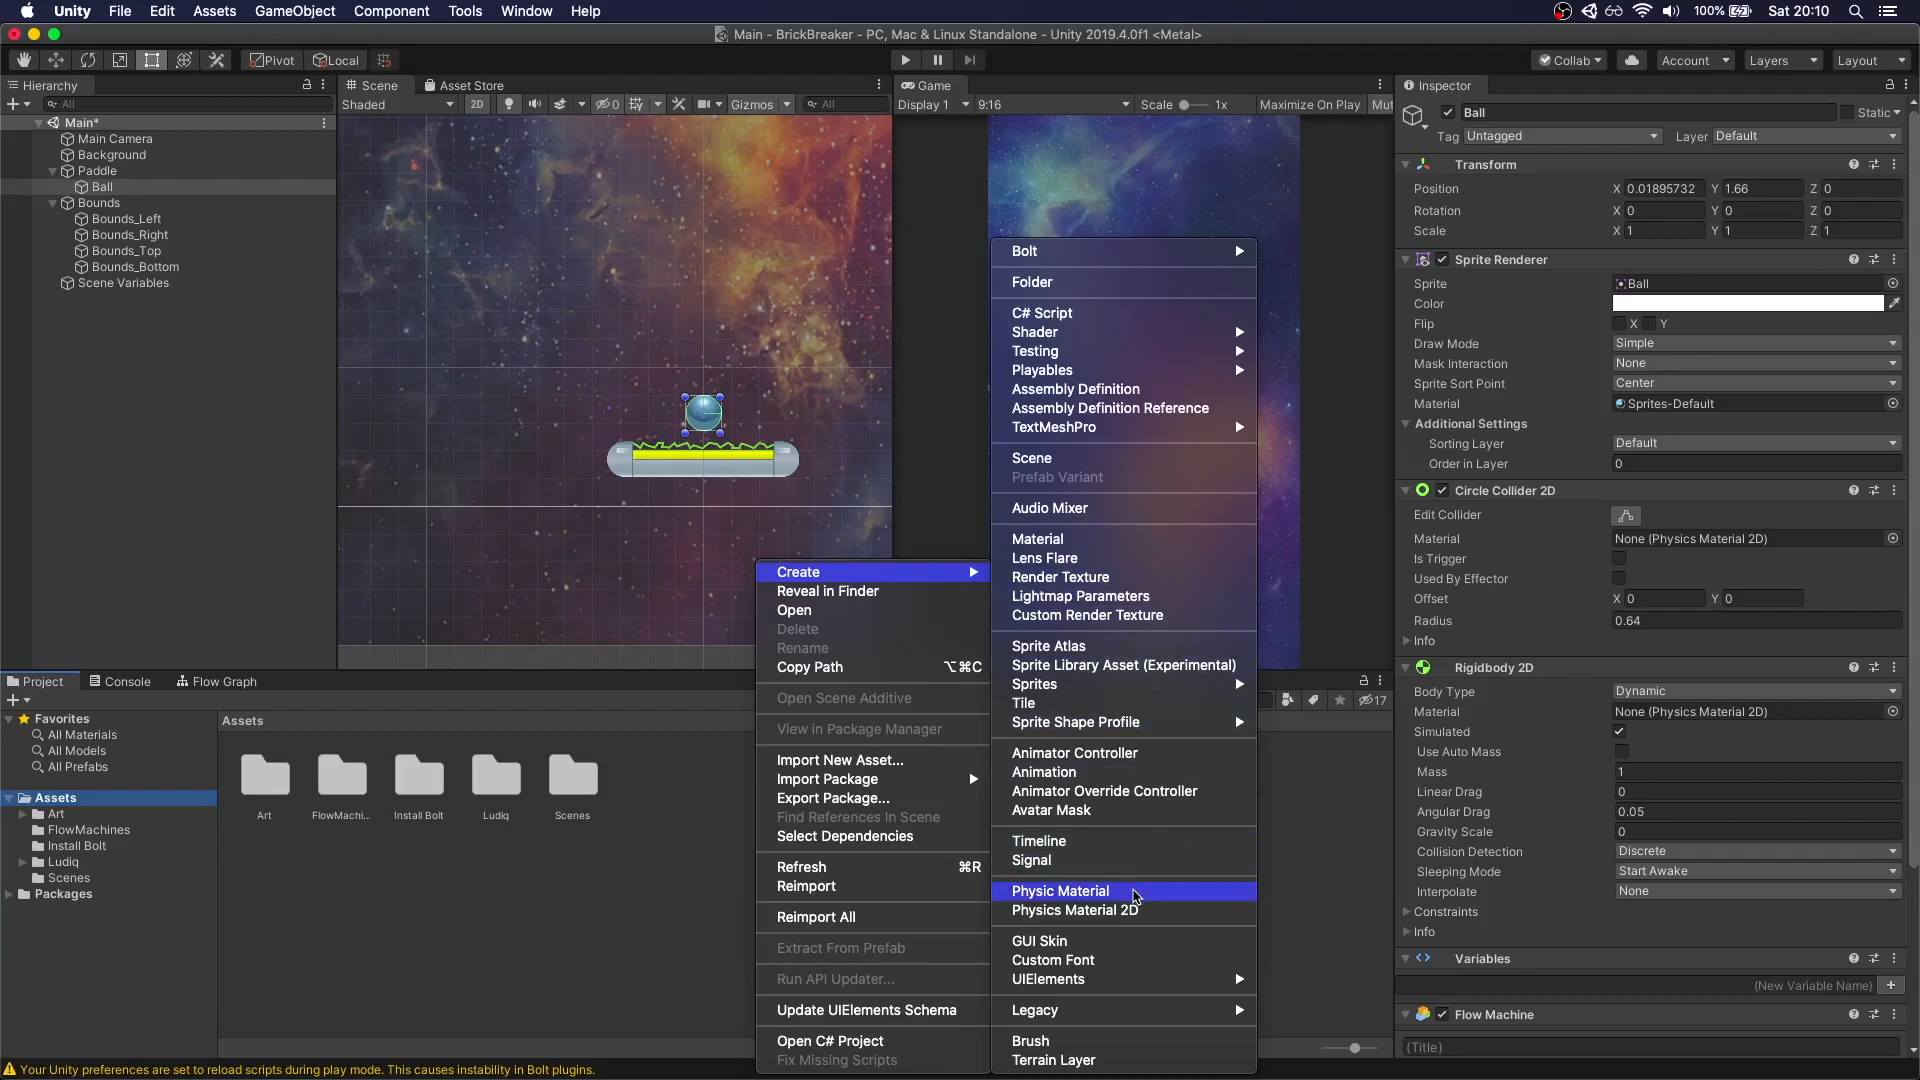 Unity File Edit Assets GameObject Component Tools Window Help 100% Sat 20:10
Main - BrickBreaker - PC, Mac & Linux Standalone - Unity 2019.4.0f1 <Metal>
Pivot Local Collab Account Layers Layout
Hierarchy
All
Main*
Main Camera
Background
Paddle
Ball
Bounds
Bounds_Left
Bounds_Right
Bounds_Top
Bounds_Bottom
Scene Variables
Scene Asset Store
Shaded 2D 0 Gizmos All
Game
Display 1 9:16 Scale 1x Maximize On Play Mut
Create
Reveal in Finder
Open
Delete
Rename
Copy Path ⌥⌘C
Open Scene Additive
View in Package Manager
Import New Asset...
Import Package
Export Package...
Find References In Scene
Select Dependencies
Refresh ⌘R
Reimport
Reimport All
Extract From Prefab
Run API Updater...
Update UIElements Schema
Open C# Project
Fix Missing Scripts
Bolt
Folder
C# Script
Shader
Testing
Playables
Assembly Definition
Assembly Definition Reference
TextMeshPro
Scene
Prefab Variant
Audio Mixer
Material
Lens Flare
Render Texture
Lightmap Parameters
Custom Render Texture
Sprite Atlas
Sprite Library Asset (Experimental)
Sprites
Tile
Sprite Shape Profile
Animator Controller
Animation
Animator Override Controller
Avatar Mask
Timeline
Signal
Physic Material
Physics Material 2D
GUI Skin
Custom Font
UIElements
Legacy
Brush
Terrain Layer
Inspector
Ball Static
Tag Untagged Layer Default
Transform
Position X 0.01895732 Y 1.66 Z 0
Rotation X 0 Y 0 Z 0
Scale X 1 Y 1 Z 1
Sprite Renderer
Sprite Ball
Color
Flip X Y
Draw Mode Simple
Mask Interaction None
Sprite Sort Point Center
Material Sprites-Default
Additional Settings
Sorting Layer Default
Order in Layer 0
Circle Collider 2D
Edit Collider
Material None (Physics Material 2D)
Is Trigger
Used By Effector
Offset X 0 Y 0
Radius 0.64
Info
Rigidbody 2D
Body Type Dynamic
Material None (Physics Material 2D)
Simulated
Use Auto Mass
Mass 1
Linear Drag 0
Angular Drag 0.05
Gravity Scale 0
Collision Detection Discrete
Sleeping Mode Start Awake
Interpolate None
Constraints
Info
Variables
(New Variable Name) +
Flow Machine
(Title)
Project Console Flow Graph
17
Favorites
All Materials
All Models
All Prefabs
Assets
Art
FlowMachines
Install Bolt
Ludiq
Scenes
Packages
Assets
Art FlowMachi... Install Bolt Ludiq Scenes
Your Unity preferences are set to reload scripts during play mode. This causes instability in Bolt plugins.